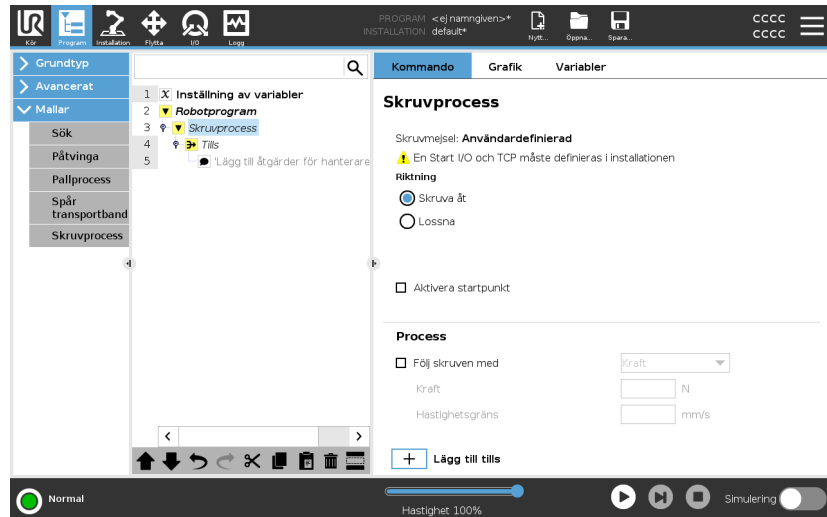 PROGRAM <ej namngiven>*
INSTALLATION default*
Kör
Program
Installation
Flytta
I/O
Logg
Nytt...
Öppna...
Spara...
CCCC
CCCC
Grundtyp
Avancerat
Mallar
Sök
Påtvinga
Pallprocess
Spår
transportband
Skruvprocess
1 X Inställning av variabler
2 Robotprogram
3 Skruvprocess
4 Tills
5 'Lägg till åtgärder för hanterare
Kommando
Grafik
Variabler
Skruvprocess
Skruvmejsel: Användardefinierad
En Start I/O och TCP måste definieras i installationen
Riktning
Skruva åt
Lossna
Aktivera startpunkt
Process
Följ skruven med
Kraft
Kraft
N
Hastighetsgräns
mm/s
+ Lägg till tills
Normal
Hastighet 100%
Simulering